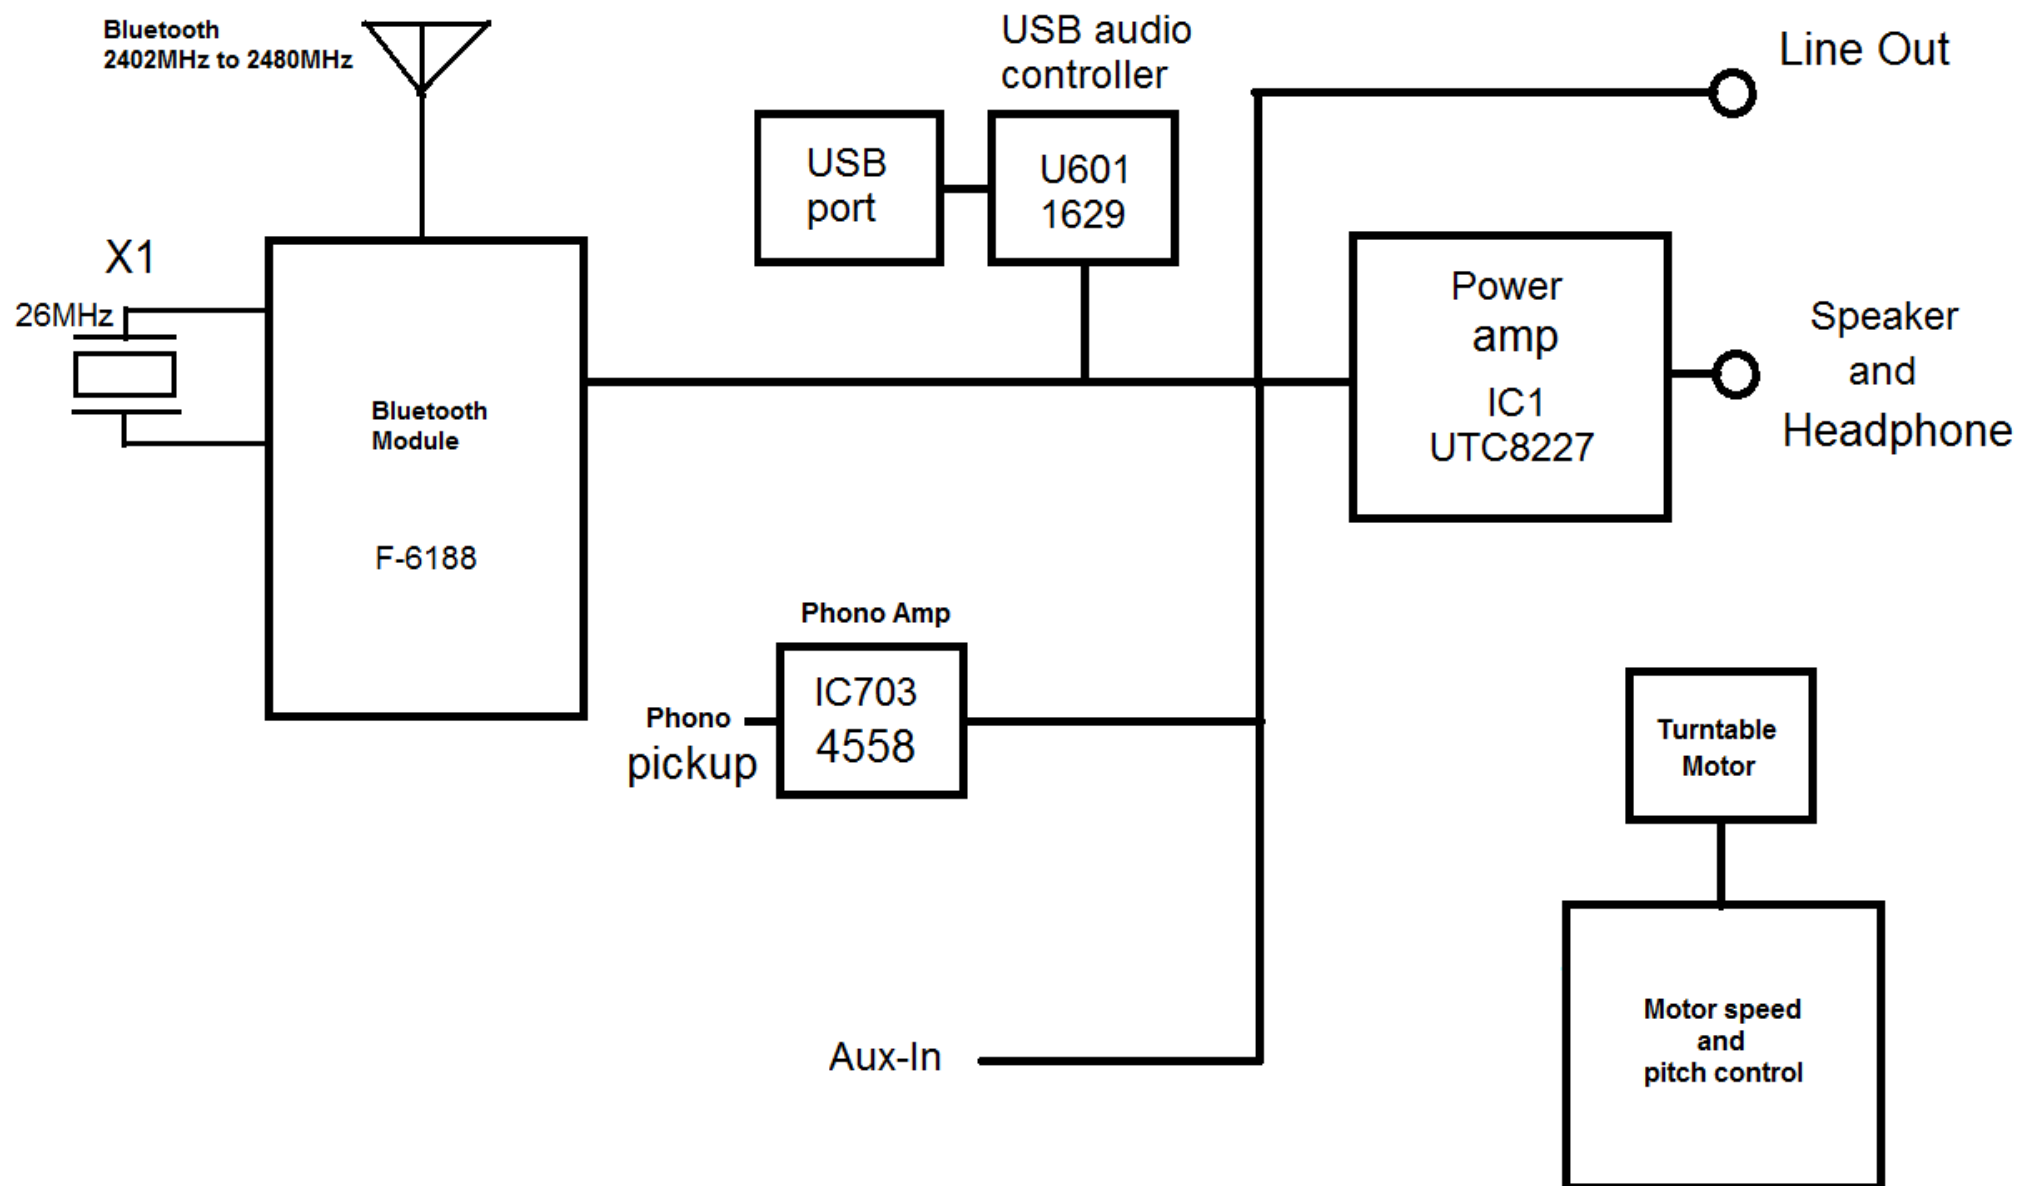 Bluetooth
2402MHz to 2480MHz
USB audio
controller
Line Out
USB
port
U601
1629
X1
26MHz
Power
amp
IC1
UTC8227
Speaker
and
Headphone
Bluetooth
Module
F-6188
Phono Amp
IC703
4558
Phono
pickup
Turntable
Motor
Motor speed
and
pitch control
Aux-In